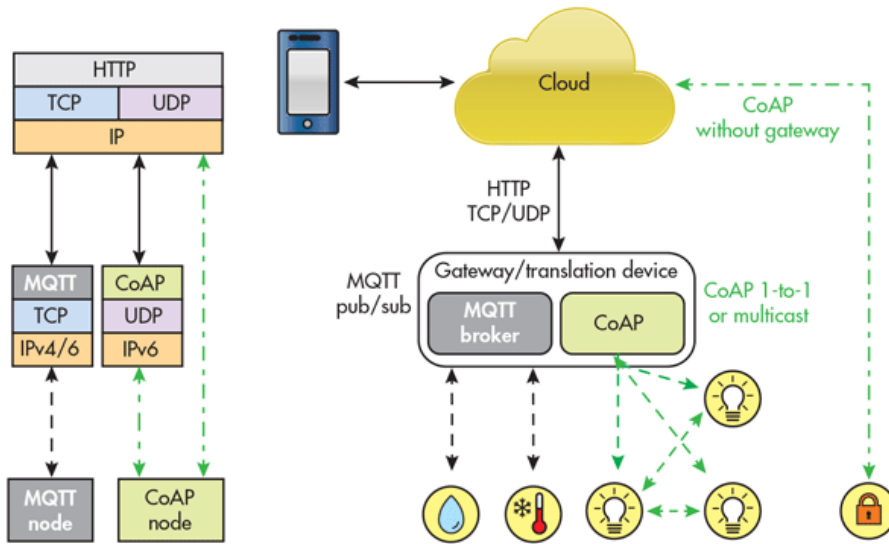 HTTP
TCP
UDP
IP
MQTT
TCP
IPv4/6
CoAP
UDP
IPv6
MQTT
node
CoAP
node
Cloud
CoAP
without gateway
HTTP
TCP/UDP
MQTT
pub/sub
Gateway/translation device
MQTT
broker
CoAP
CoAP 1-to-1
or multicast